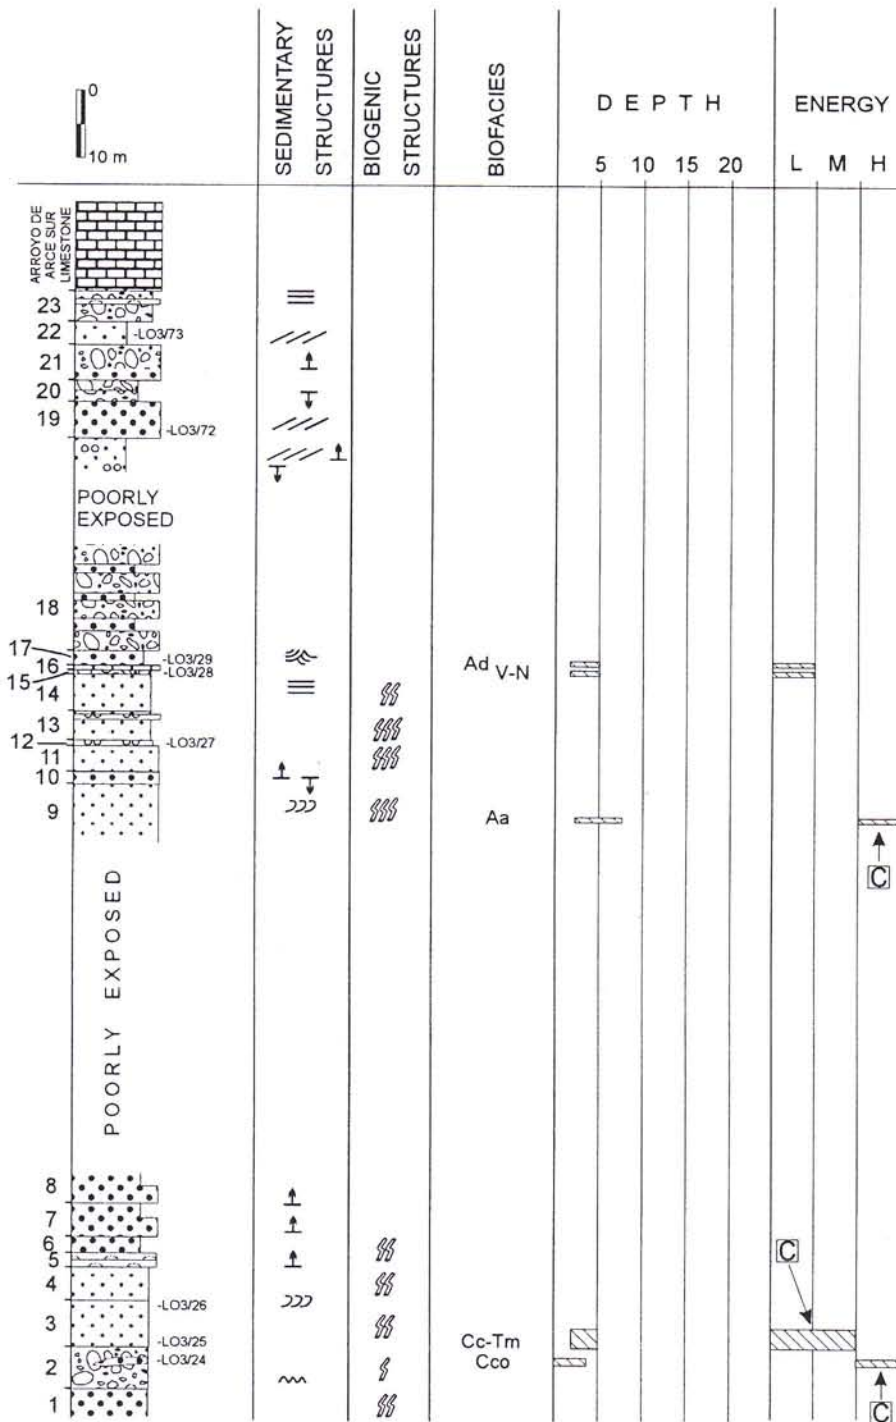 0
10 m
SEDIMENTARY
STRUCTURES
BIOGENIC
STRUCTURES
BIOFACIES
D E P T H
5 10 15 20
ENERGY
L M H
ARROYO DE
ARCE SUR
LIMESTONE
23
22 -LO3/73
21
20
19 -LO3/72
POORLY
EXPOSED
18
17 -LO3/29
16 -LO3/28
Ad
V-N
15
14
13
12 -LO3/27
11
10
9
Aa
C
POORLY EXPOSED
8
7
6
5
C
4
-LO3/26
3
-LO3/25
Cc-Tm
-LO3/24
Cco
2
1
C